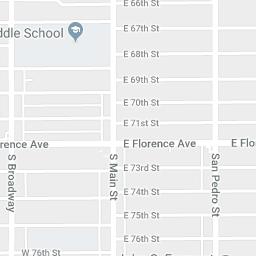 E 66th St
ddle School
E 67th St
E 68th St
E 69th St
E 70th St
E 71st St
rence Ave
E Florence Ave
E Flo
E 73rd St
E 74th St
E 75th St
W 76th St
E 76th St
S Broadway
S Main St
San Pedro St